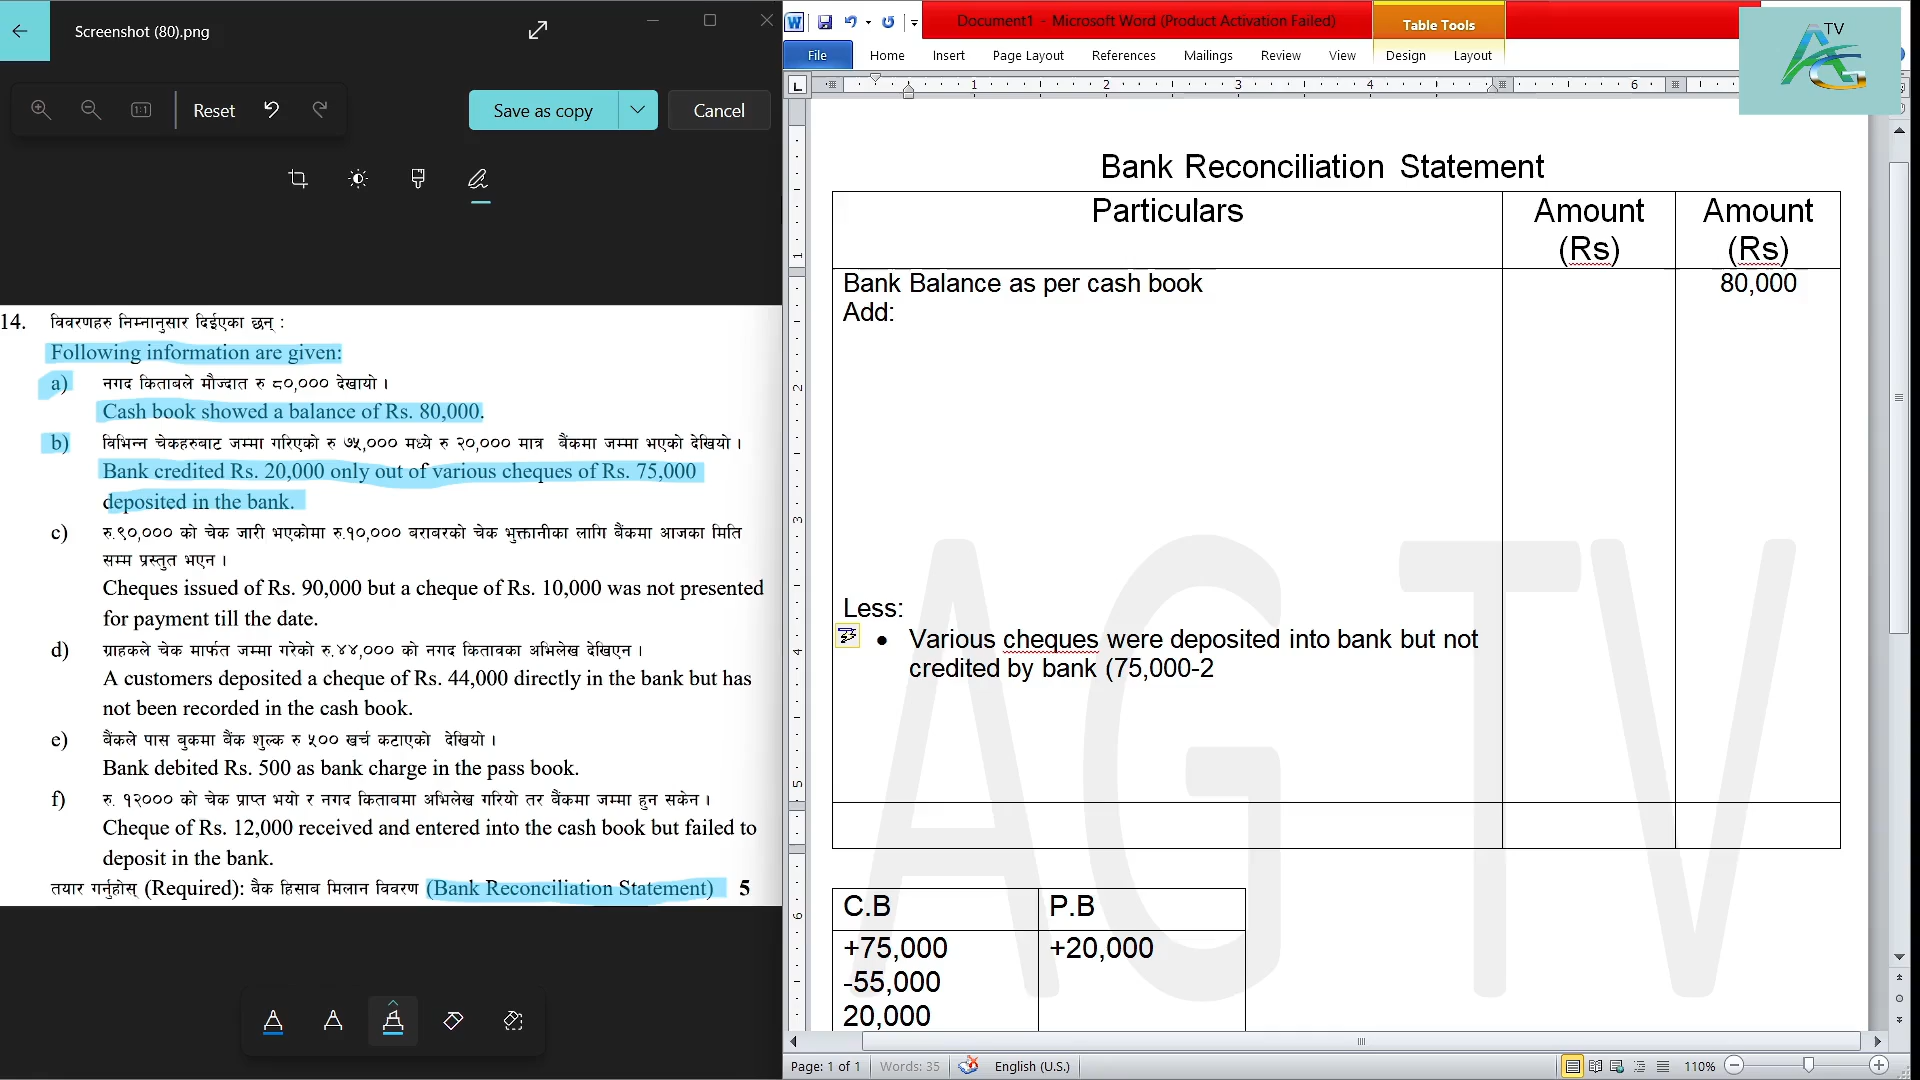 Screenshot (80).png
Reset
Save as copy
Cancel
14. विवरणहरु निम्नानुसार दिईएका छन् :
Following information are given:
a) नगद किताबले मौज्दात रु ८०,००० देखायो ।
Cash book showed a balance of Rs. 80,000.
b) विभिन्न चेकहरुबाट जम्मा गरिएको रु ७५,००० मध्ये रु २०,००० मात्र बैंकमा जम्मा भएको देखियो ।
Bank credited Rs. 20,000 only out of various cheques of Rs. 75,000
deposited in the bank.
c) रु.९०,००० को चेक जारी भएकोमा रु.१०,००० बराबरको चेक भुक्तानीका लागि बैंकमा आजका मिति
सम्म प्रस्तुत भएन ।
Cheques issued of Rs. 90,000 but a cheque of Rs. 10,000 was not presented
for payment till the date.
d) ग्राहकले चेक मार्फत जम्मा गरेको रु.४४,००० को नगद कितावका अभिलेख देखिएन ।
A customers deposited a cheque of Rs. 44,000 directly in the bank but has
not been recorded in the cash book.
e) बैंकले पास बुकमा बैंक शुल्क रु ५०० खर्च कटाएको देखियो ।
Bank debited Rs. 500 as bank charge in the pass book.
f) रु. १२००० को चेक प्राप्त भयो र नगद किताबमा अभिलेख गरियो तर बैंकमा जम्मा हुन सकेन ।
Cheque of Rs. 12,000 received and entered into the cash book but failed to
deposit in the bank.
तयार गर्नुहोस् (Required): बैक हिसाब मिलान विवरण (Bank Reconciliation Statement) 5
Document1 - Microsoft Word (Product Activation Failed)
Table Tools
File Home Insert Page Layout References Mailings Review View Design Layout
TV
AG
1 2 3 4 6
Bank Reconciliation Statement
Particulars Amount (Rs) Amount (Rs)
Bank Balance as per cash book 80,000
Add:
Less:
• Various cheques were deposited into bank but not
credited by bank (75,000-2
AG TV
C.B P.B
+75,000 +20,000
-55,000
20,000
Page: 1 of 1 Words: 35 English (U.S.) 110%